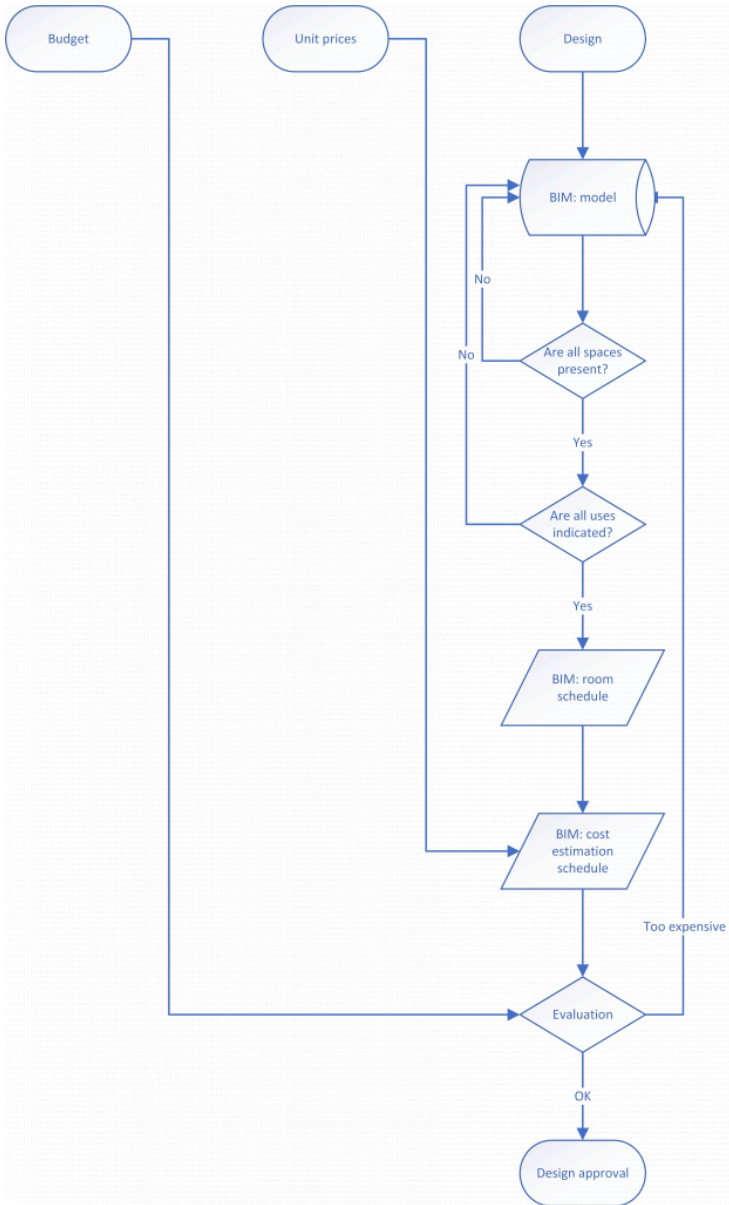 Budget
Unit prices
Design
BIM: model
No
Are all spaces
present?
No
Yes
Are all uses
indicated?
Yes
BIM: room
schedule
BIM: cost
estimation
schedule
Too expensive
Evaluation
OK
Design approval